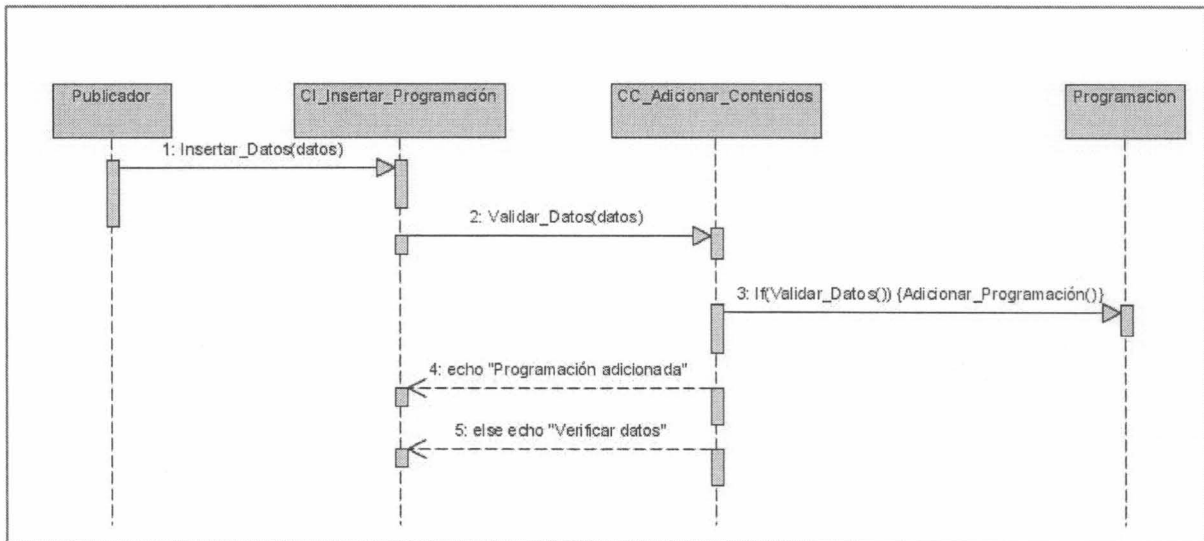 Publicador
CI_Insertar_Programación
CC_Adicionar_Contenidos
Programacion
1: Insertar_Datos(datos)
2: Validar_Datos(datos)
3: If(Validar_Datos()) {Adicionar_Programación()}
4: echo "Programación adicionada"
5: else echo "Verificar datos"